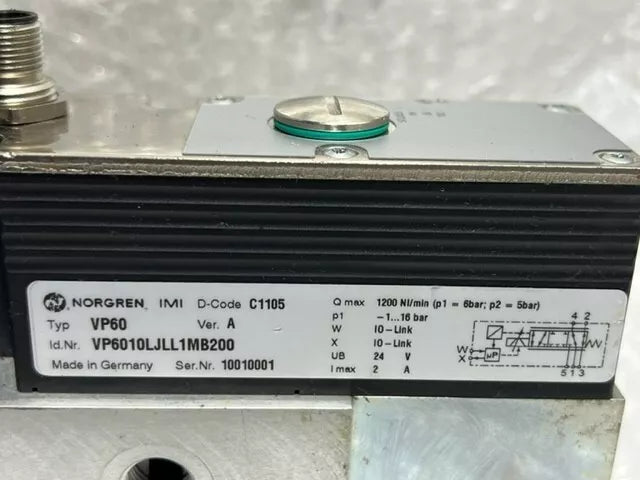 NORGREN IMI D-Code C1105
Typ VP60 Ver. A
Id.Nr. VP6010LJLL1MB200
Made in Germany Ser.Nr. 10010001
Q max 1200 Nl/min (p1 = 6bar; p2 = 5bar)
p1 -1...16 bar
W IO-Link
X IO-Link
UB 24 V
I max 2 A
4 2
W
X
µP
5 1 3